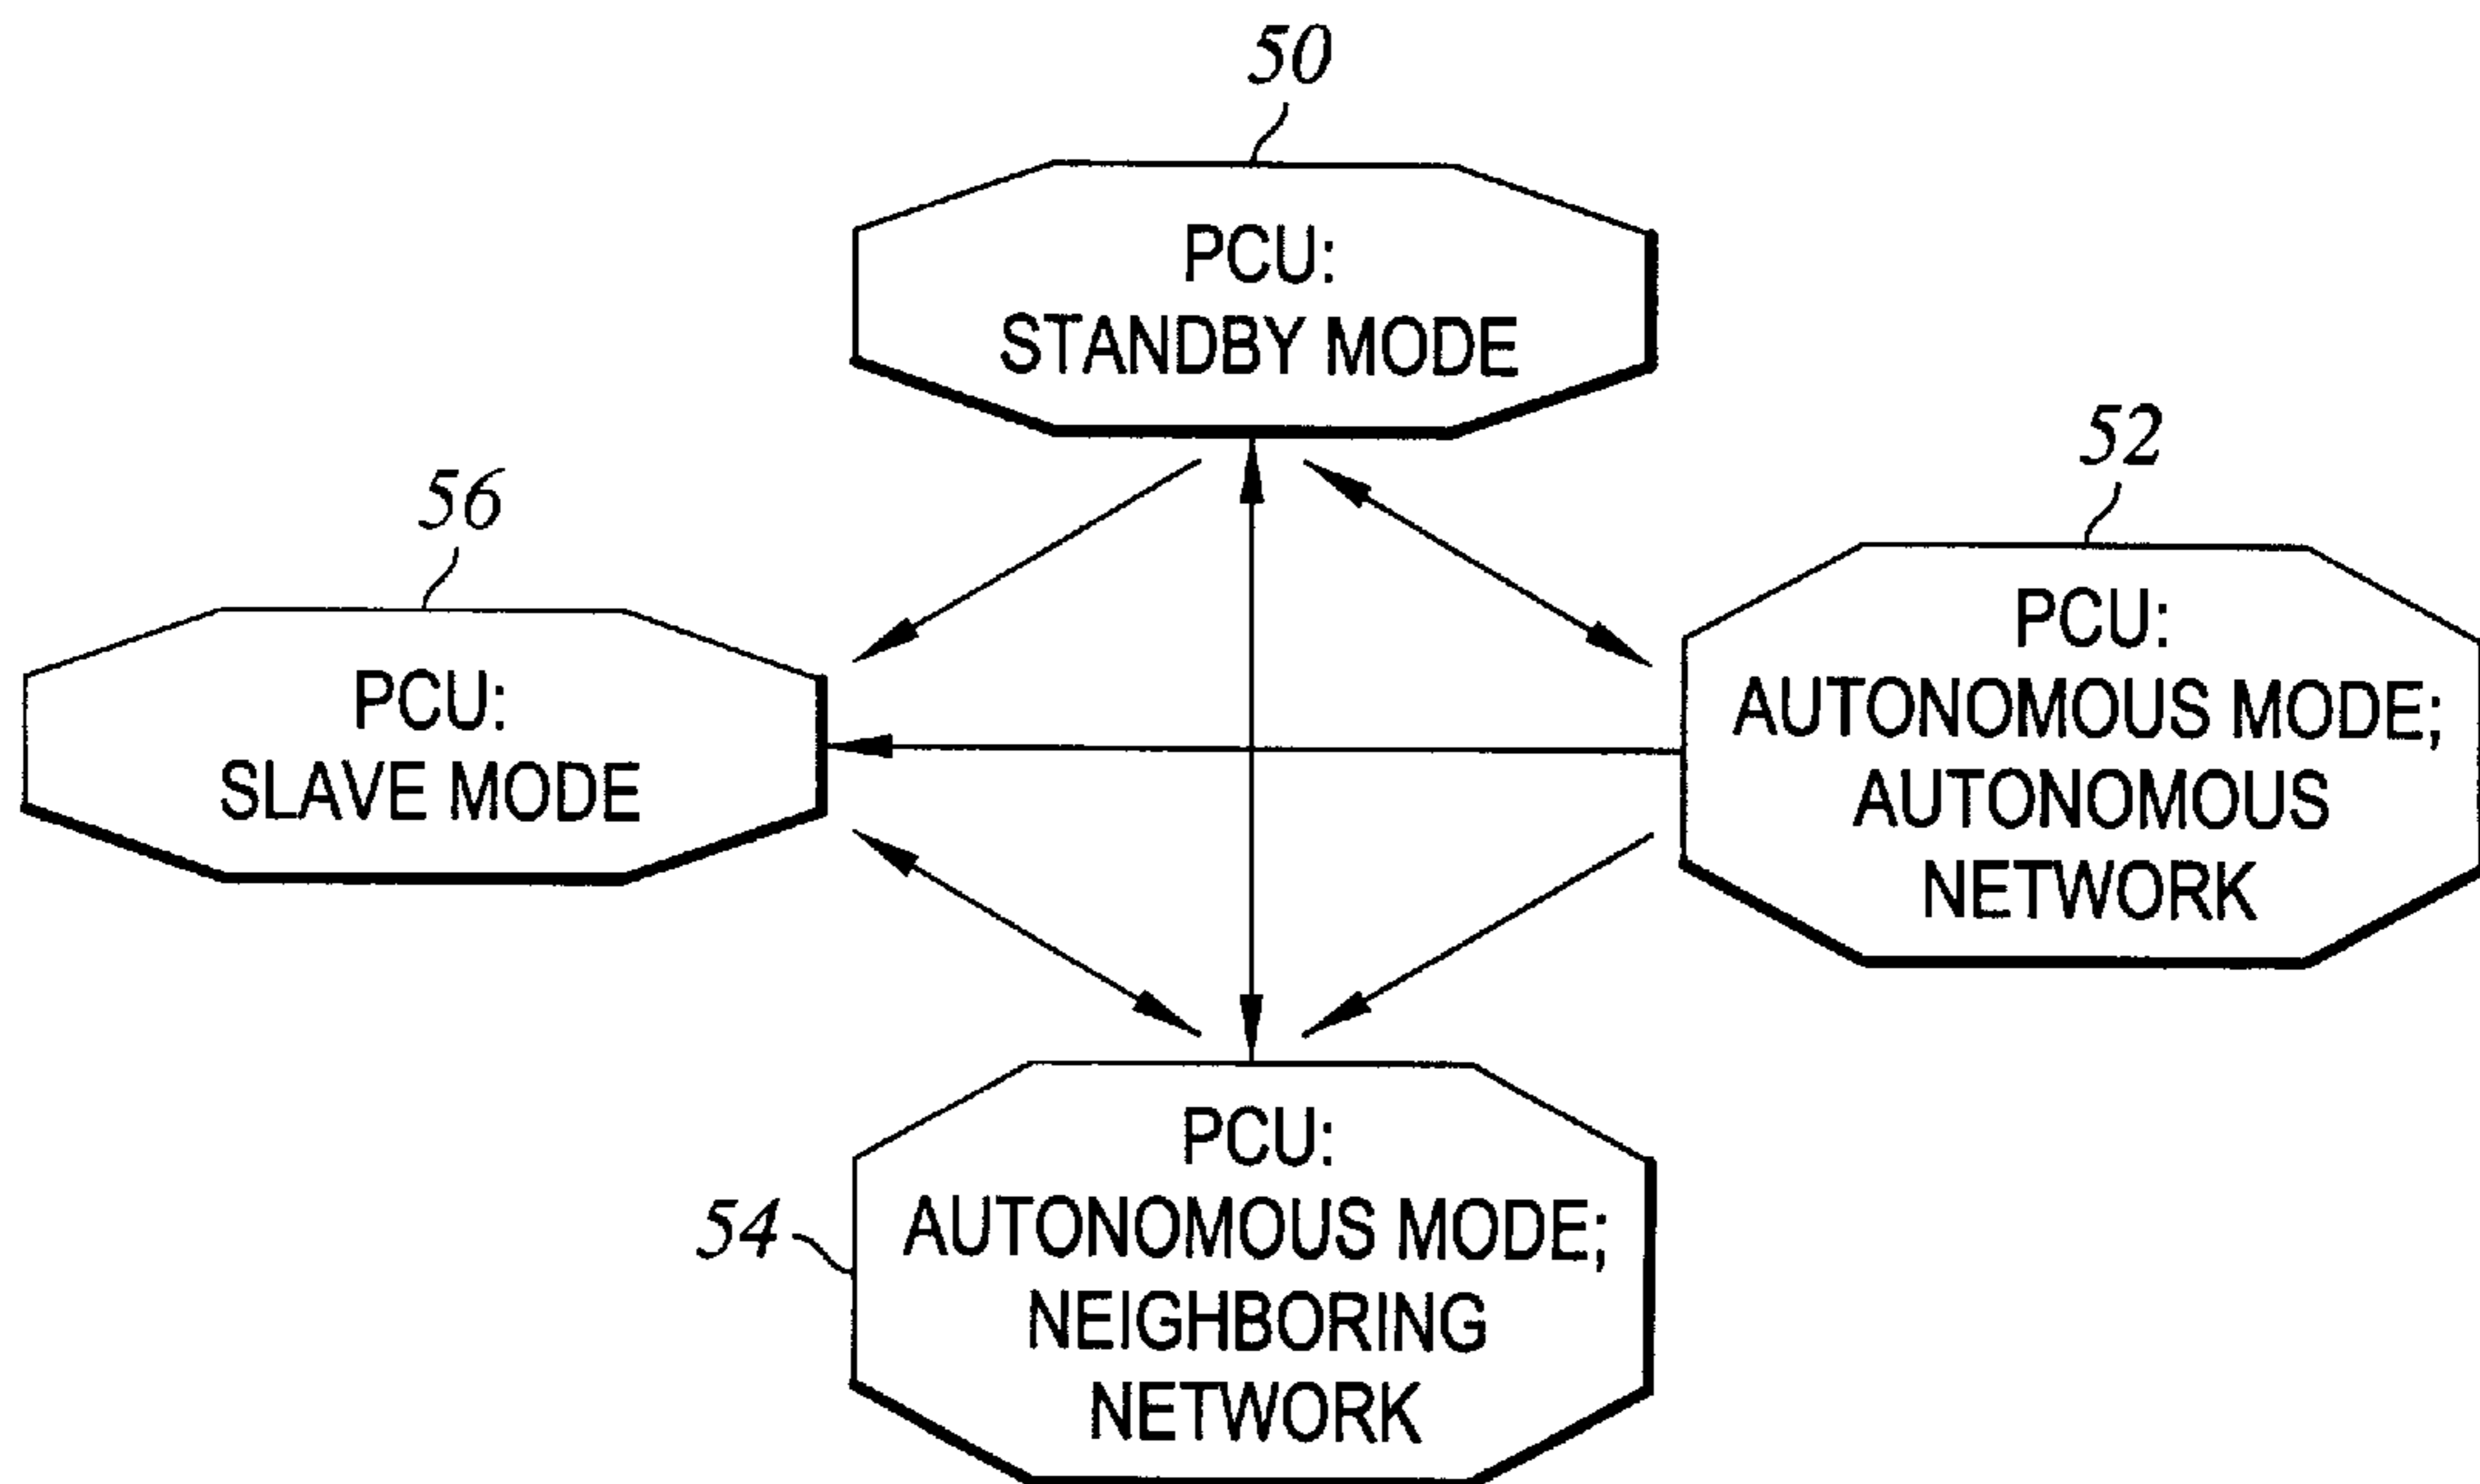 50
PCU:
STANDBY MODE
52
PCU:
AUTONOMOUS MODE;
AUTONOMOUS
NETWORK
56
PCU:
SLAVE MODE
54
PCU:
AUTONOMOUS MODE;
NEIGHBORING
NETWORK